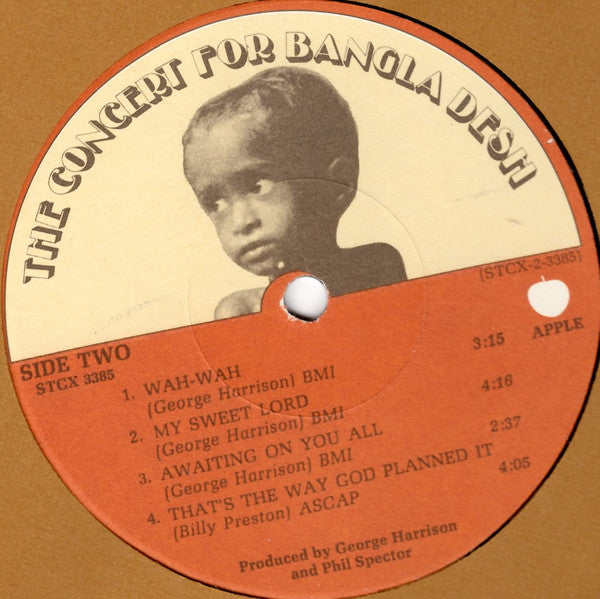 THE CONCERT FOR BANGLA DESH
(STCX-2-3385)
SIDE TWO
STCX 3385
APPLE
1. WAH-WAH 3:15
(George Harrison) BMI
2. MY SWEET LORD 4:16
(George Harrison) BMI
3. AWAITING ON YOU ALL 2:37
(George Harrison) BMI
4. THAT'S THE WAY GOD PLANNED IT 4:05
(Billy Preston) ASCAP
Produced by George Harrison
and Phil Spector